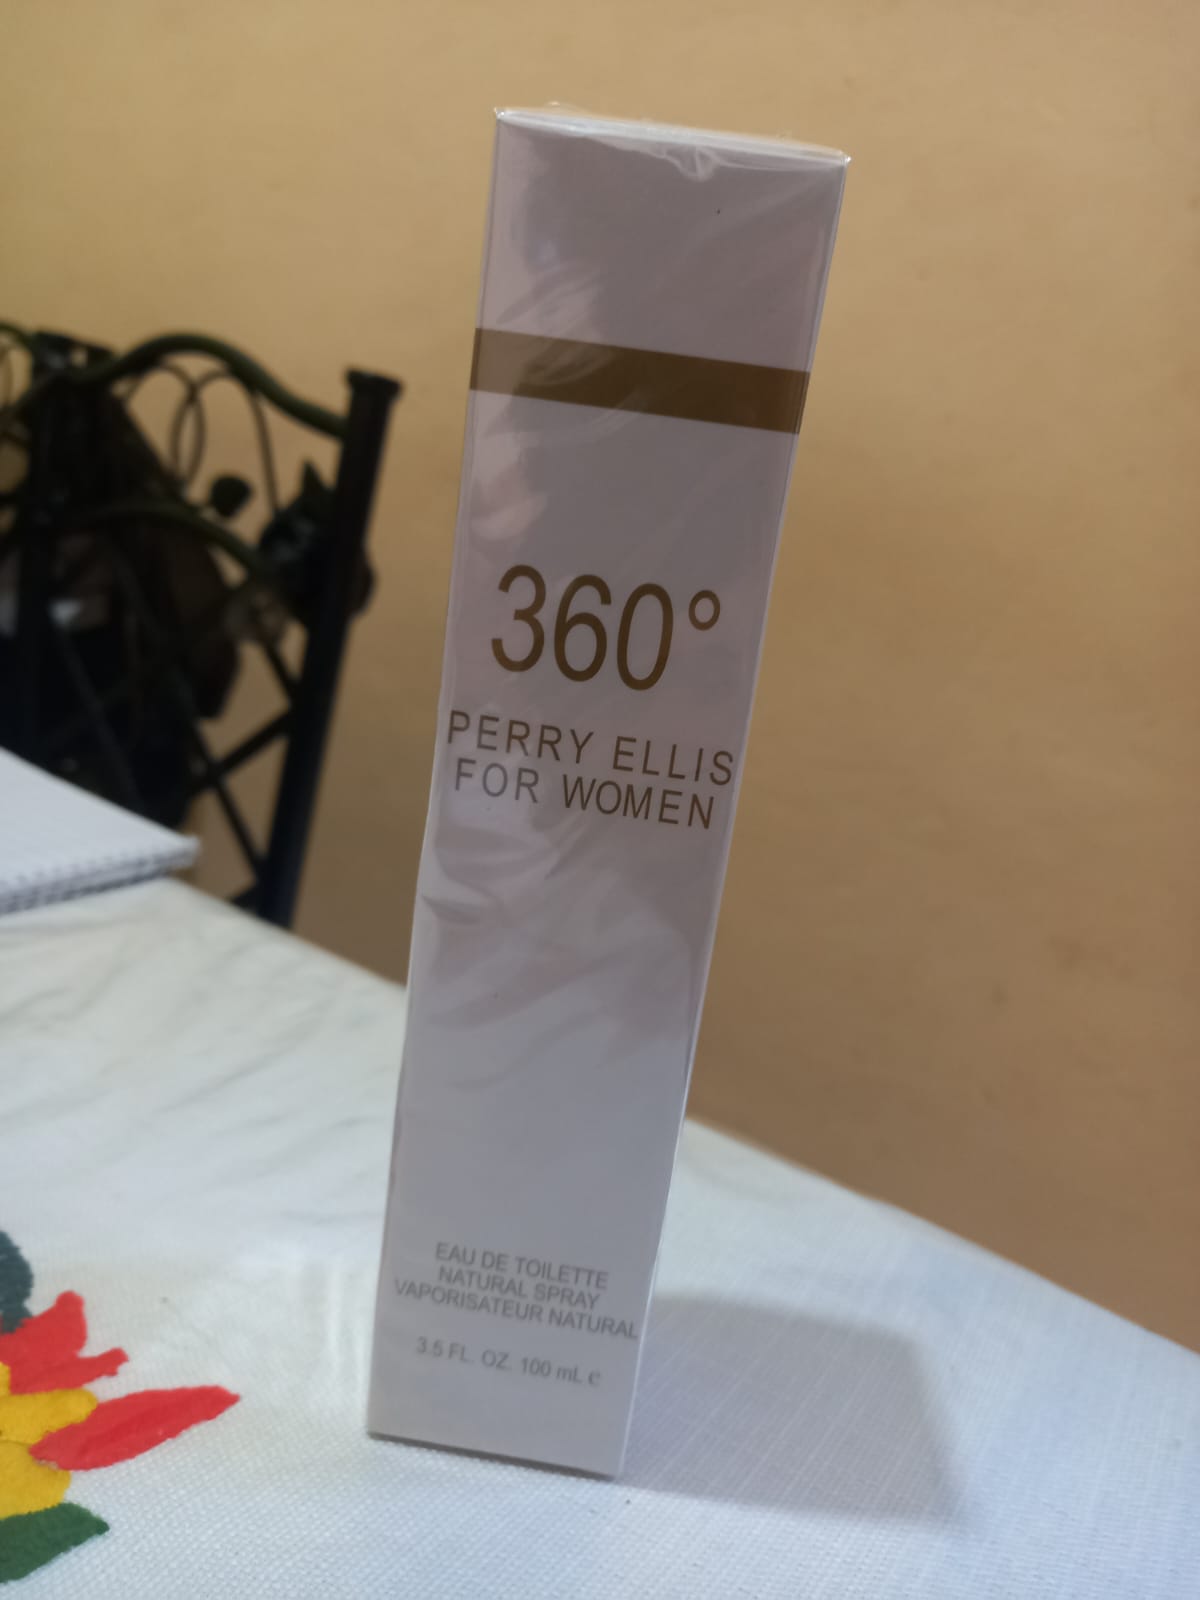 360°
PERRY ELLIS
FOR WOMEN
EAU DE TOILETTE
NATURAL SPRAY
VAPORISATEUR NATURAL
3.5 FL. OZ. 100 mL e